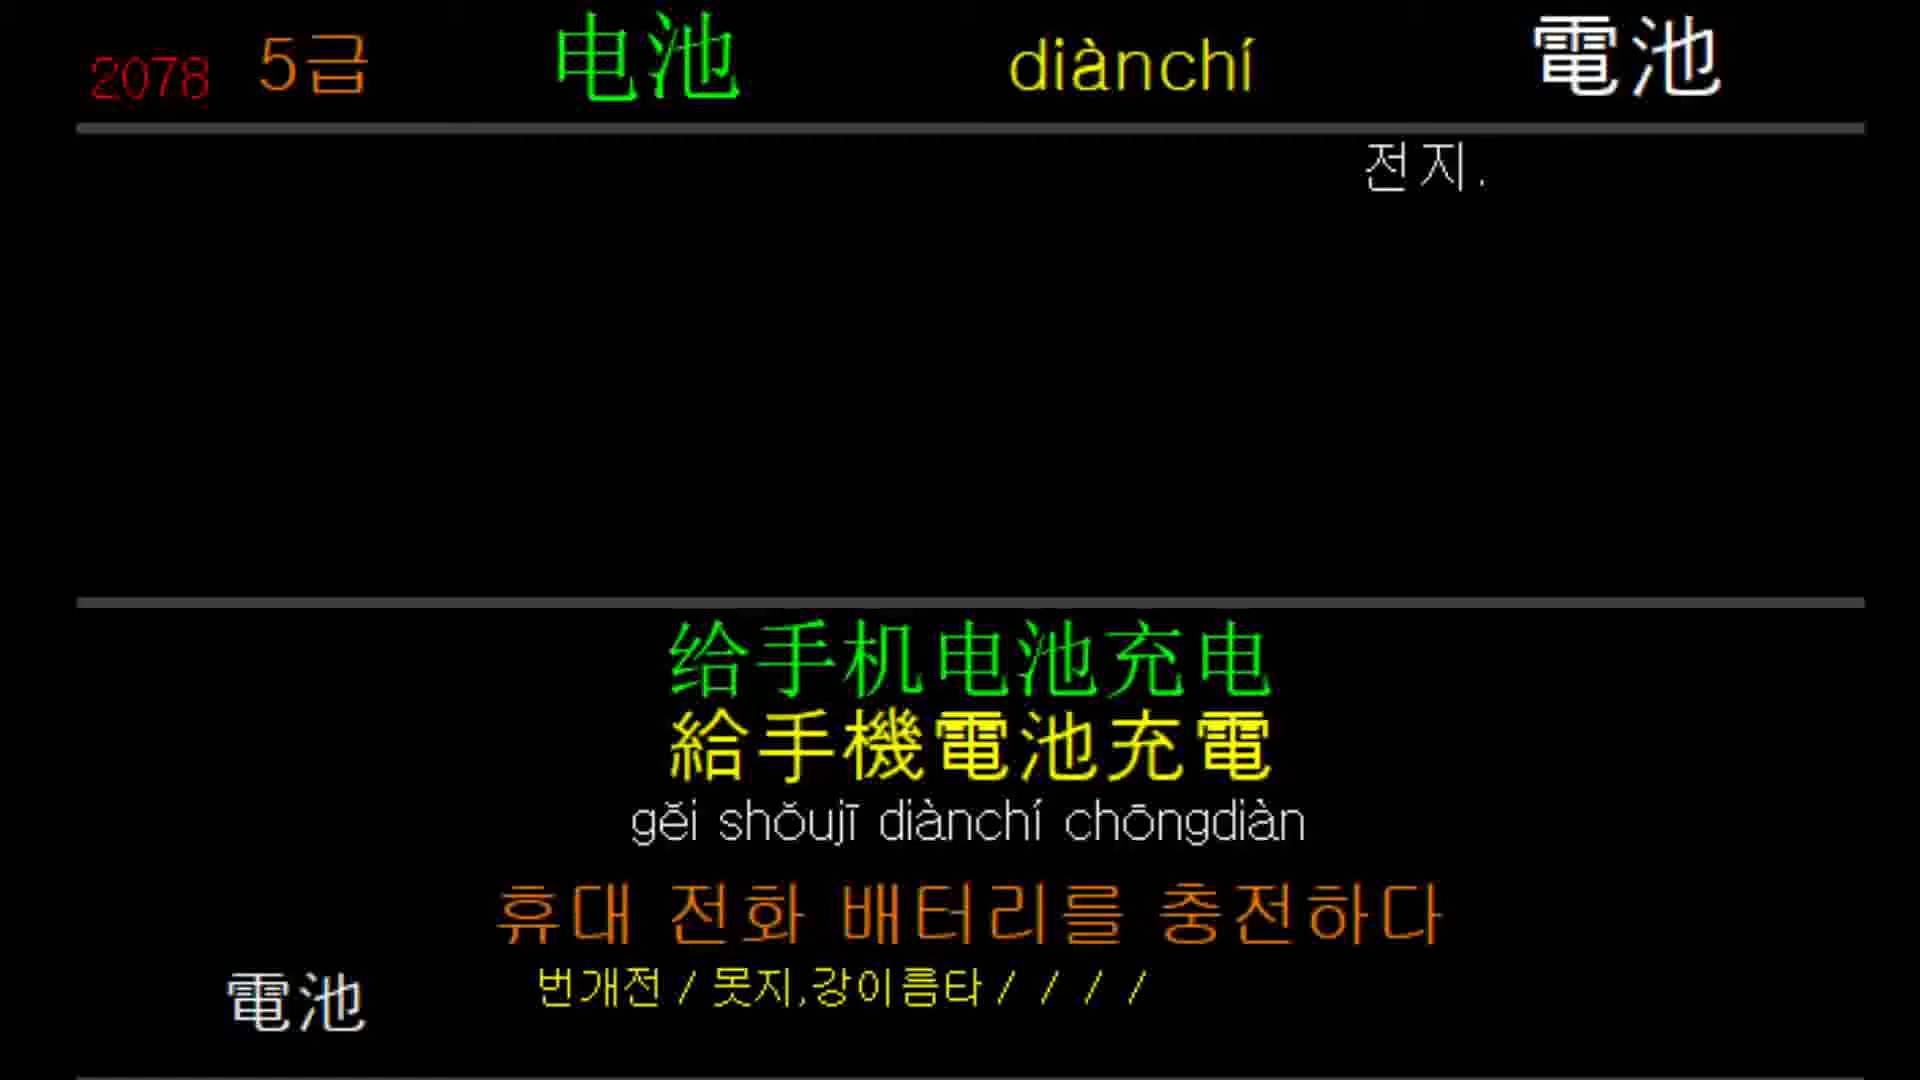 2078 5급 电池 diànchí 電池
전지.
给手机电池充电
給手機電池充電
gĕi shŏujī diànchí chōngdiàn
휴대 전화 배터리를 충전하다
電池 번개전 / 못지,강이름타 / / / /